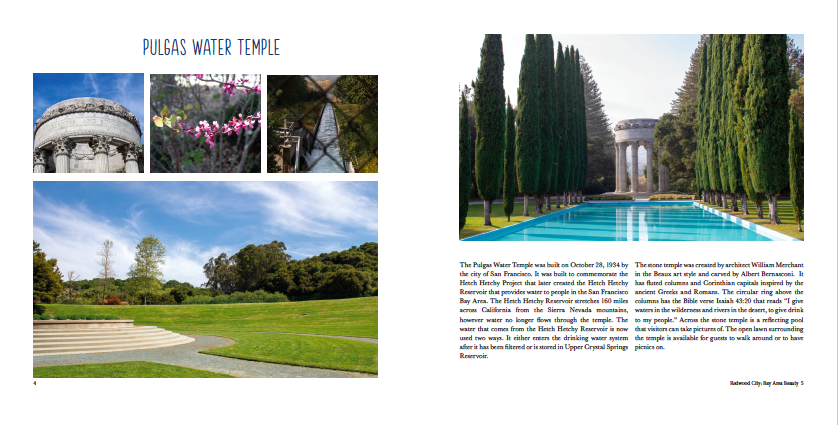 PULGAS WATER TEMPLE
The Pulgas Water Temple was built on October 28, 1934 by
the city of San Francisco. It was built to commemorate the
Hetch Hetchy Project that later created the Hetch Hetchy
Reservoir that provides water to people in the San Francisco
Bay Area. The Hetch Hetchy Reservoir stretches 160 miles
across California from the Sierra Nevada mountains,
however water no longer flows through the temple. The
water that comes from the Hetch Hetchy Reservoir is now
used two ways. It either enters the drinking water system
after it has been filtered or is stored in Upper Crystal Springs
Reservoir.
The stone temple was created by architect William Merchant
in the Beaux art style and carved by Albert Bernasconi. It
has fluted columns and Corinthian capitals inspired by the
ancient Greeks and Romans. The circular ring above the
columns has the Bible verse Isaiah 43:20 that reads "I give
waters in the wilderness and rivers in the desert, to give drink
to my people." Across the stone temple is a reflecting pool
that visitors can take pictures of. The open lawn surrounding
the temple is available for guests to walk around or to have
picnics on.
4
Redwood City: Bay Area Beauty 5